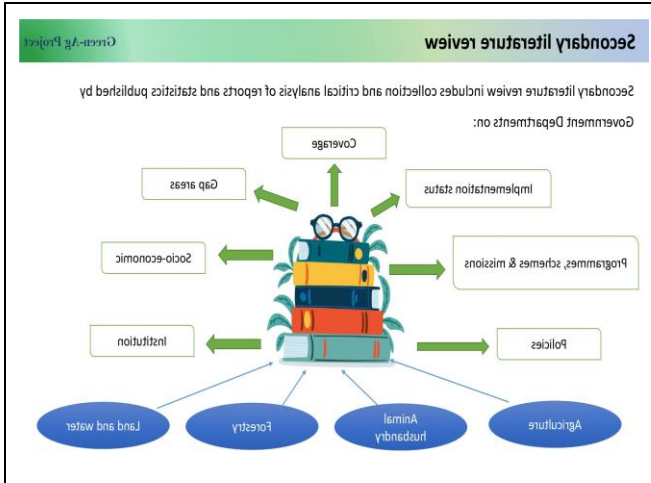 Secondary literature review
Green-Ag Project
Secondary literature review includes collection and critical analysis of reports and statistics published by
Government Departments on:
Coverage
Implementation status
Gap areas
Programmes, schemes & missions
Socio-economic
Policies
Institution
Agriculture
Animal
husbandry
Forestry
Land and water